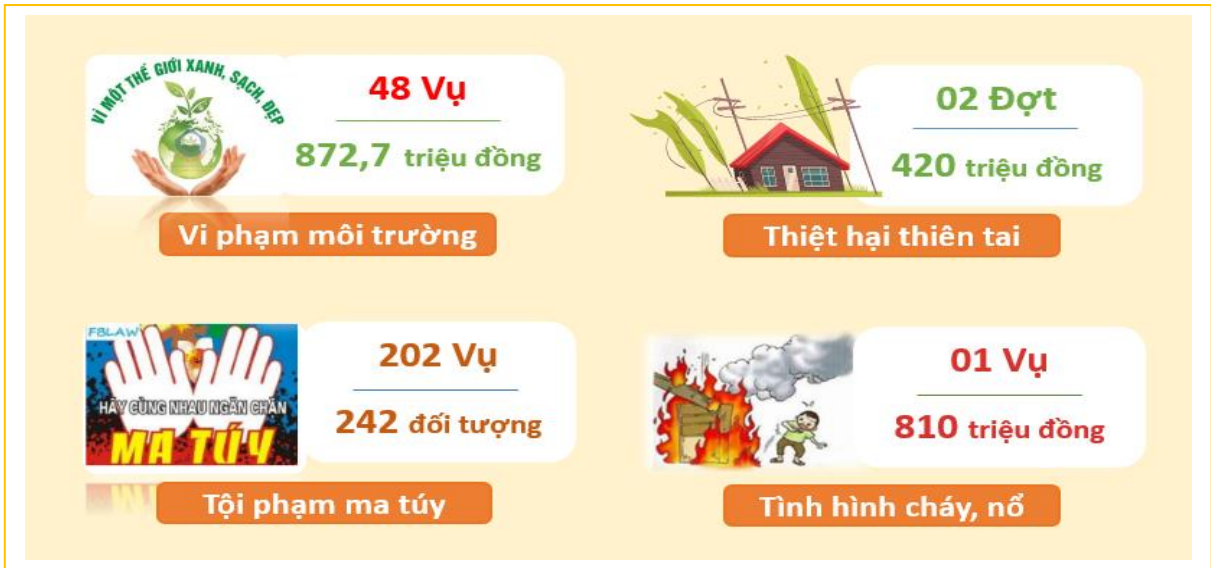 VÌ MỘT THẾ GIỚI XANH, SẠCH, ĐẸP
48 Vụ
872,7 triệu đồng
Vi phạm môi trường
02 Đợt
420 triệu đồng
Thiệt hại thiên tai
FBLAW
HÃY CÙNG NHAU NGĂN CHẶN
MA TÚY
202 Vụ
242 đối tượng
Tội phạm ma túy
01 Vụ
810 triệu đồng
Tình hình cháy, nổ